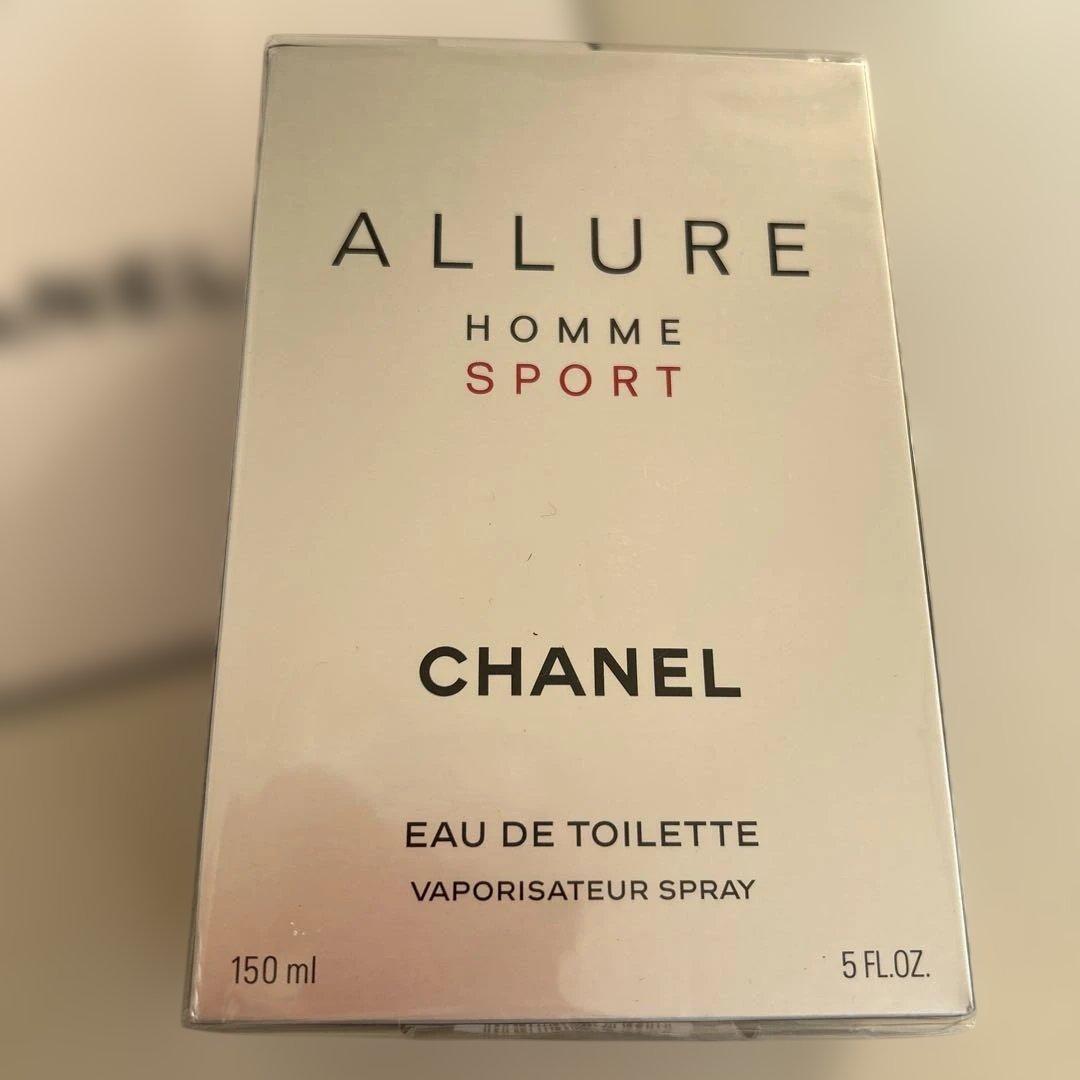 ALLURE
HOMME
SPORT
CHANEL
EAU DE TOILETTE
VAPORISATEUR SPRAY
150 ml
5 FL.OZ.